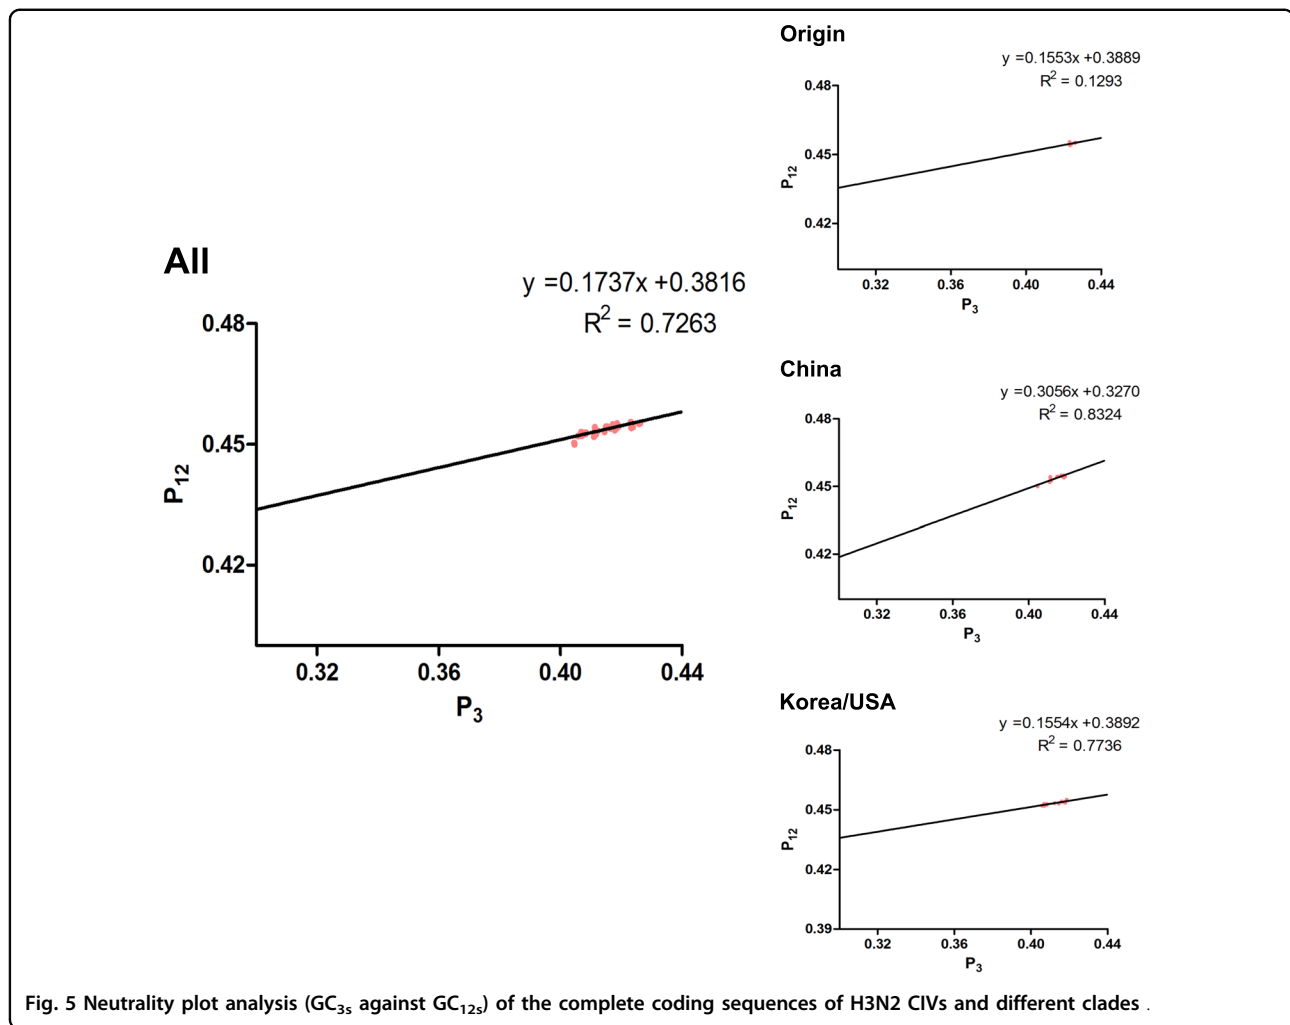 All
y =0.1737x +0.3816
R² = 0.7263
0.48
0.45
0.42
P₁₂
0.32 0.36 0.40 0.44
P₃
Origin
y =0.1553x +0.3889
R² = 0.1293
0.48
0.45
0.42
P₁₂
0.32 0.36 0.40 0.44
P₃
China
y =0.3056x +0.3270
R² = 0.8324
0.48
0.45
0.42
P₁₂
0.32 0.36 0.40 0.44
P₃
Korea/USA
y =0.1554x +0.3892
R² = 0.7736
0.48
0.45
0.42
0.39
P₁₂
0.32 0.36 0.40 0.44
P₃
Fig. 5 Neutrality plot analysis (GC₃ₛ against GC₁₂ₛ) of the complete coding sequences of H3N2 CIVs and different clades .